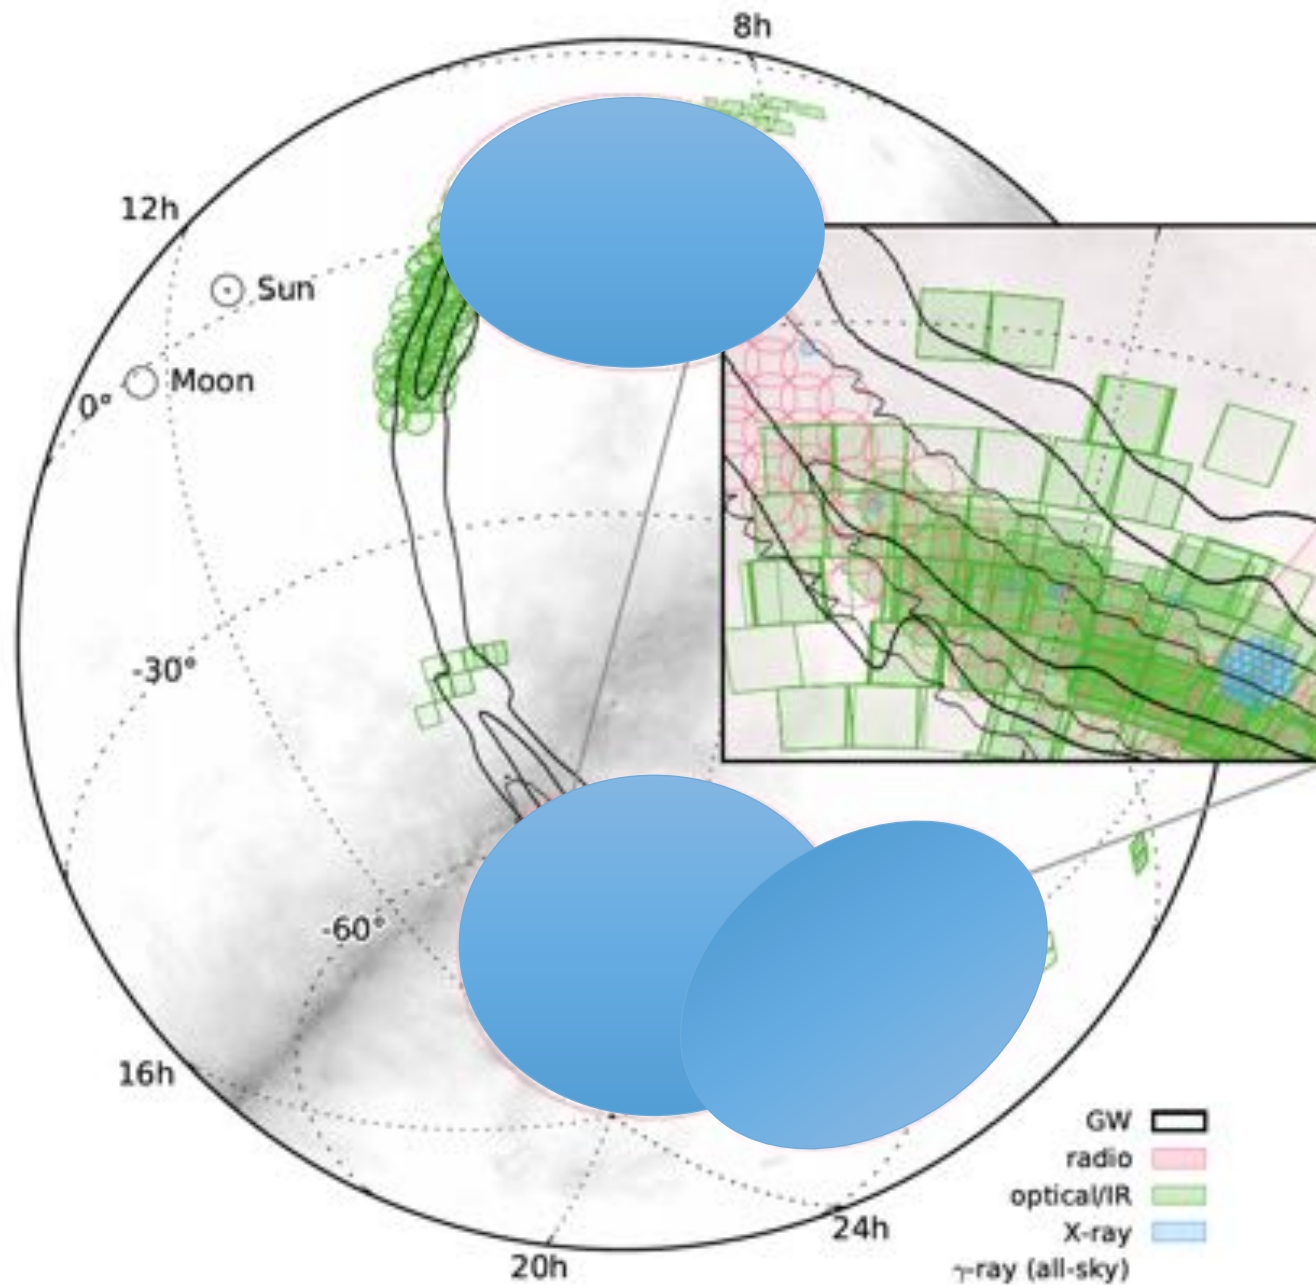 8h
12h
Sun
Moon
0°
-30°
-60°
16h
GW
radio
optical/IR
X-ray
24h
20h
γ-ray (all-sky)